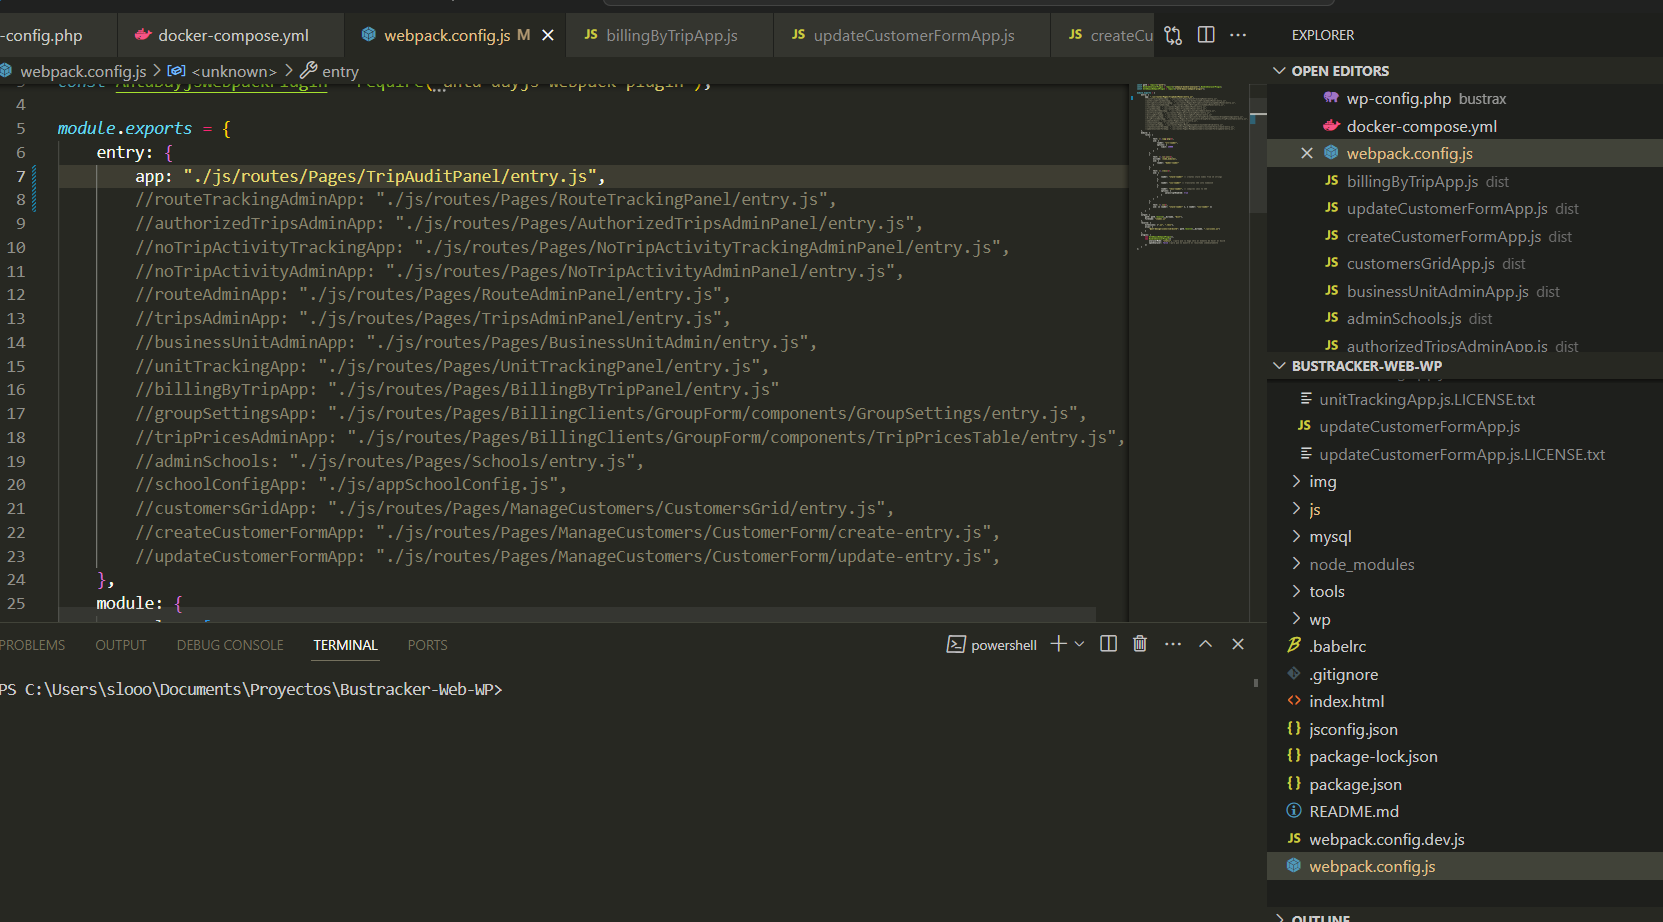 -config.php
docker-compose.yml
webpack.config.js M
JS billingByTripApp.js
JS updateCustomerFormApp.js
JS createCu
webpack.config.js > <unknown> > entry
4
5 module.exports = {
6 entry: {
7 app: "./js/routes/Pages/TripAuditPanel/entry.js",
8 //routeTrackingAdminApp: "./js/routes/Pages/RouteTrackingPanel/entry.js",
9 //authorizedTripsAdminApp: "./js/routes/Pages/AuthorizedTripsAdminPanel/entry.js",
10 //noTripActivityTrackingApp: "./js/routes/Pages/NoTripActivityTrackingAdminPanel/entry.js",
11 //noTripActivityAdminApp: "./js/routes/Pages/NoTripActivityAdminPanel/entry.js",
12 //routeAdminApp: "./js/routes/Pages/RouteAdminPanel/entry.js",
13 //tripsAdminApp: "./js/routes/Pages/TripsAdminPanel/entry.js",
14 //businessUnitAdminApp: "./js/routes/Pages/BusinessUnitAdmin/entry.js",
15 //unitTrackingApp: "./js/routes/Pages/UnitTrackingPanel/entry.js",
16 //billingByTripApp: "./js/routes/Pages/BillingByTripPanel/entry.js"
17 //groupSettingsApp: "./js/routes/Pages/BillingClients/GroupForm/components/GroupSettings/entry.js",
18 //tripPricesAdminApp: "./js/routes/Pages/BillingClients/GroupForm/components/TripPricesTable/entry.js",
19 //adminSchools: "./js/routes/Pages/Schools/entry.js",
20 //schoolConfigApp: "./js/appSchoolConfig.js",
21 //customersGridApp: "./js/routes/Pages/ManageCustomers/CustomersGrid/entry.js",
22 //createCustomerFormApp: "./js/routes/Pages/ManageCustomers/CustomerForm/create-entry.js",
23 //updateCustomerFormApp: "./js/routes/Pages/ManageCustomers/CustomerForm/update-entry.js",
24 },
25 module: {
PROBLEMS OUTPUT DEBUG CONSOLE TERMINAL PORTS
powershell
PS C:\Users\slooo\Documents\Proyectos\Bustracker-Web-WP>
EXPLORER
OPEN EDITORS
wp-config.php bustrax
docker-compose.yml
webpack.config.js
JS billingByTripApp.js dist
JS updateCustomerFormApp.js dist
JS createCustomerFormApp.js dist
JS customersGridApp.js dist
JS businessUnitAdminApp.js dist
JS adminSchools.js dist
JS authorizedTripsAdminApp.js dist
BUSTRACKER-WEB-WP
unitTrackingApp.js.LICENSE.txt
JS updateCustomerFormApp.js
updateCustomerFormApp.js.LICENSE.txt
img
js
mysql
node_modules
tools
wp
.babelrc
.gitignore
index.html
jsconfig.json
package-lock.json
package.json
README.md
JS webpack.config.dev.js
webpack.config.js
OUTLINE